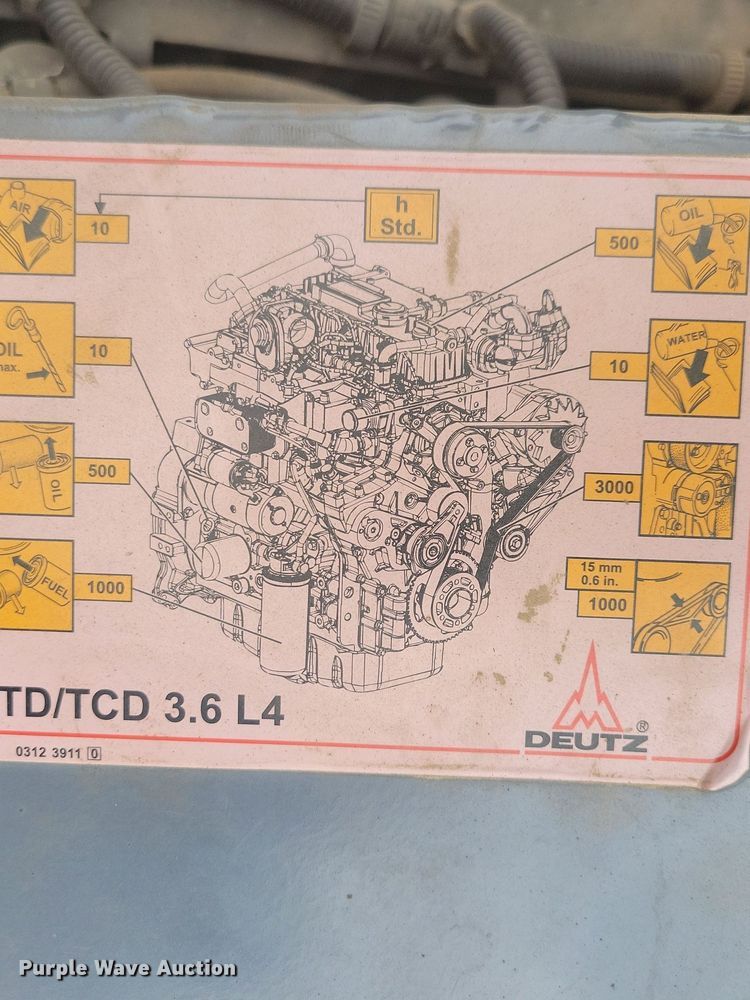 AIR
10
h
Std.
500
OIL
OIL
max.
10
10
WATER
500
OIL
3000
1000
FUEL
15 mm
0.6 in.
1000
TD/TCD 3.6 L4
DEUTZ®
0312 3911 0
Purple Wave Auction